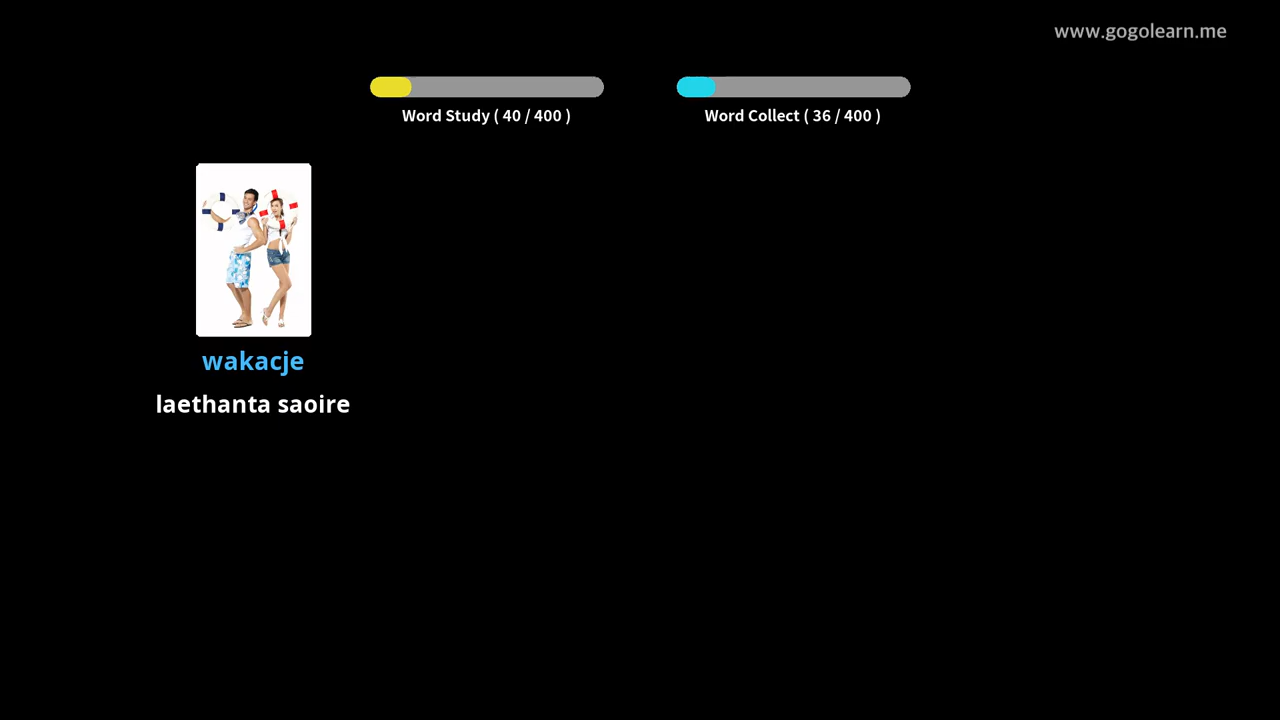 www.gogolearn.me
Word Study ( 40 / 400 )
Word Collect ( 36 / 400 )
wakacje
laethanta saoire